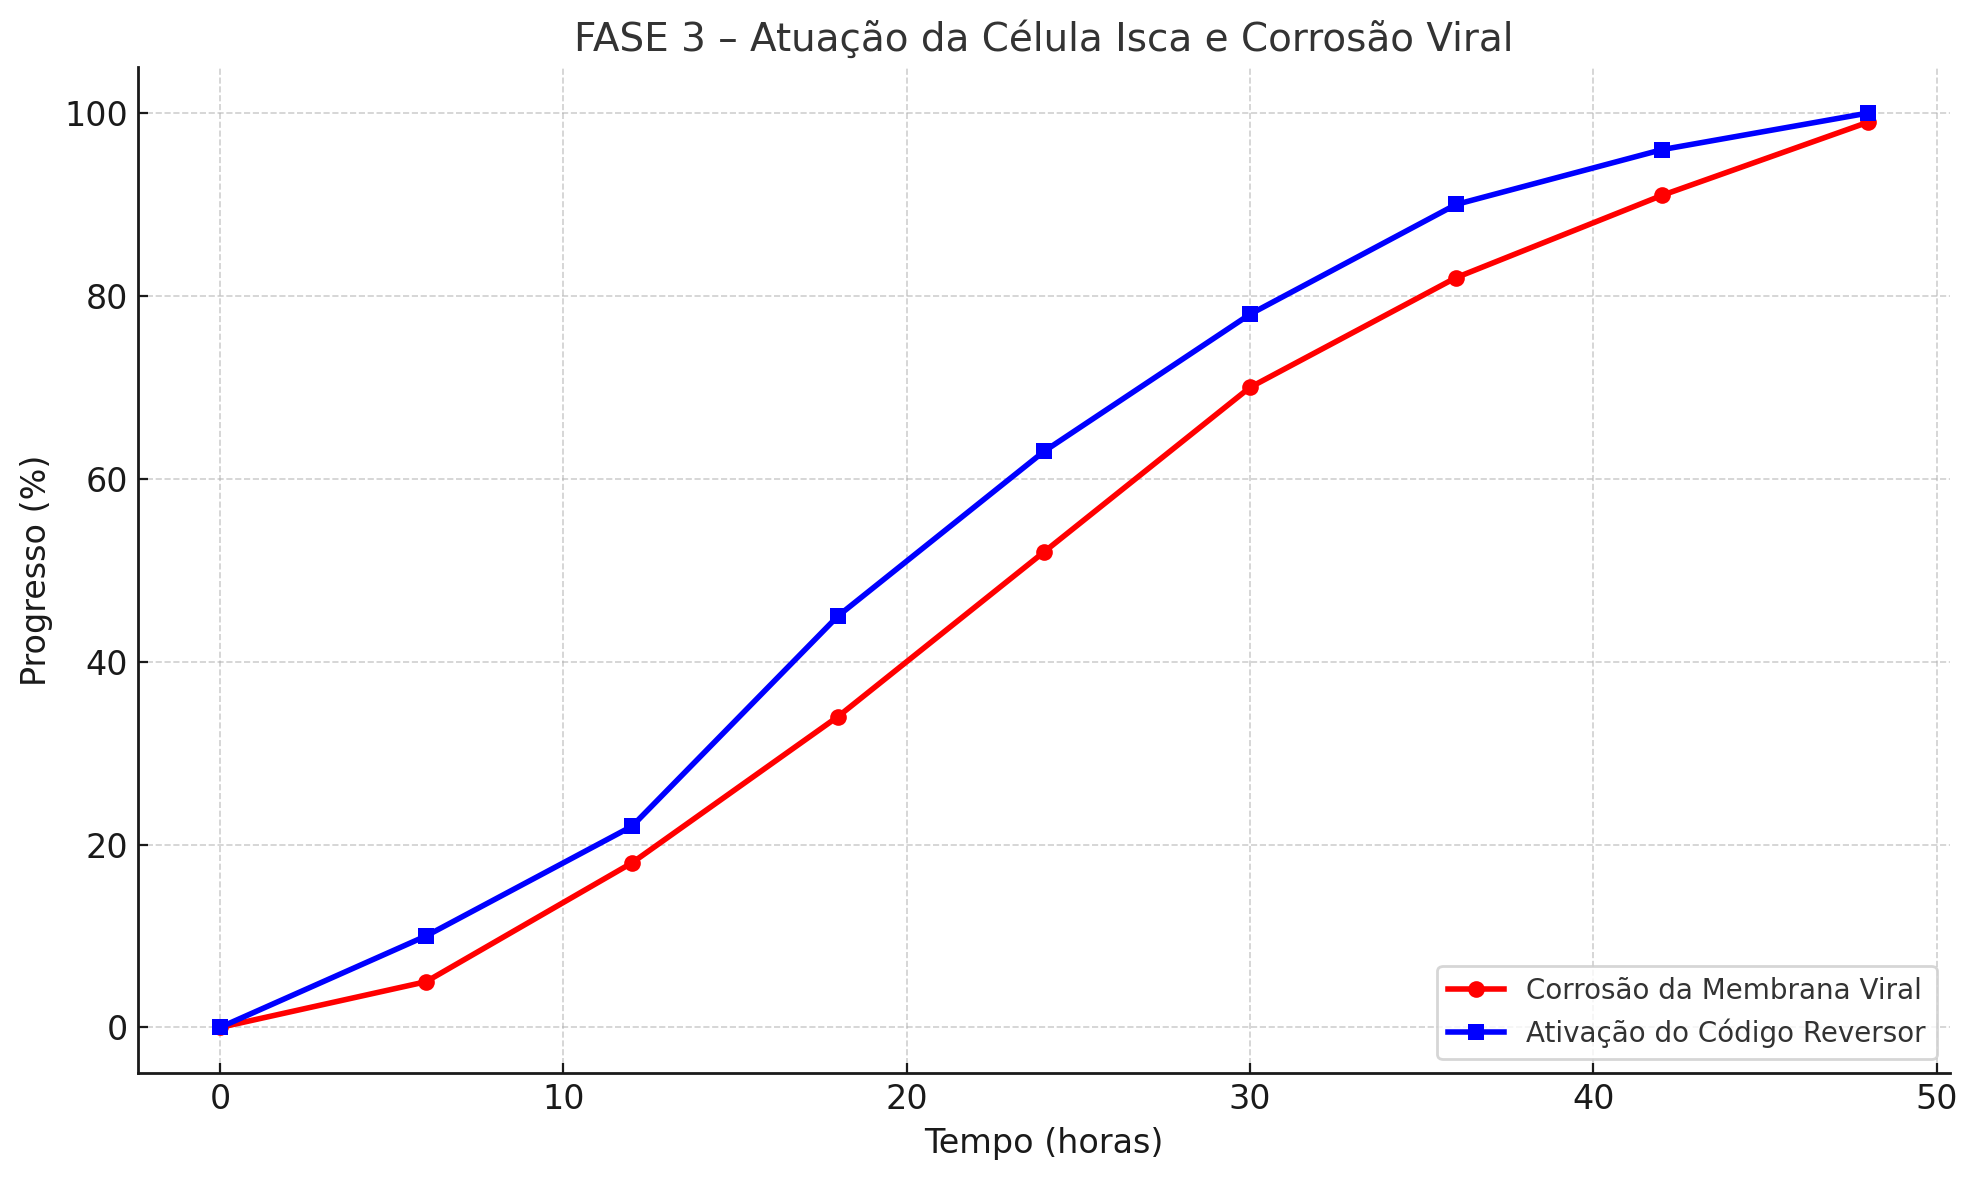 FASE 3 – Atuação da Célula Isca e Corrosão Viral
100
80
60
40
20
0
Progresso (%)
Corrosão da Membrana Viral
Ativação do Código Reversor
0 10 20 30 40 50
Tempo (horas)